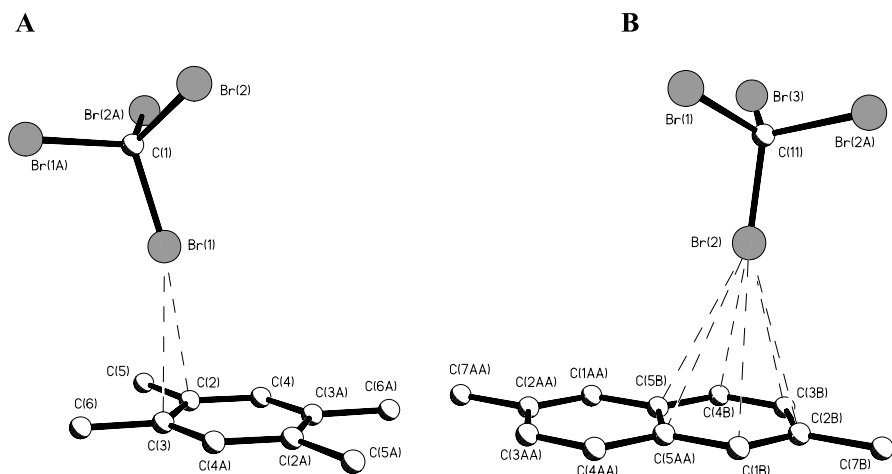 A
Br(2)
Br(2A)
C(1)
Br(1A)
Br(1)
C(5)
C(2)
C(4)
C(3A)
C(6A)
C(6)
C(3)
C(4A)
C(2A)
C(5A)
B
Br(3)
Br(1)
C(11)
Br(2A)
Br(2)
C(7AA)
C(2AA)
C(1AA)
C(5B)
C(4B)
C(3B)
C(2B)
C(3AA)
C(4AA)
C(5AA)
C(1B)
C(7B)